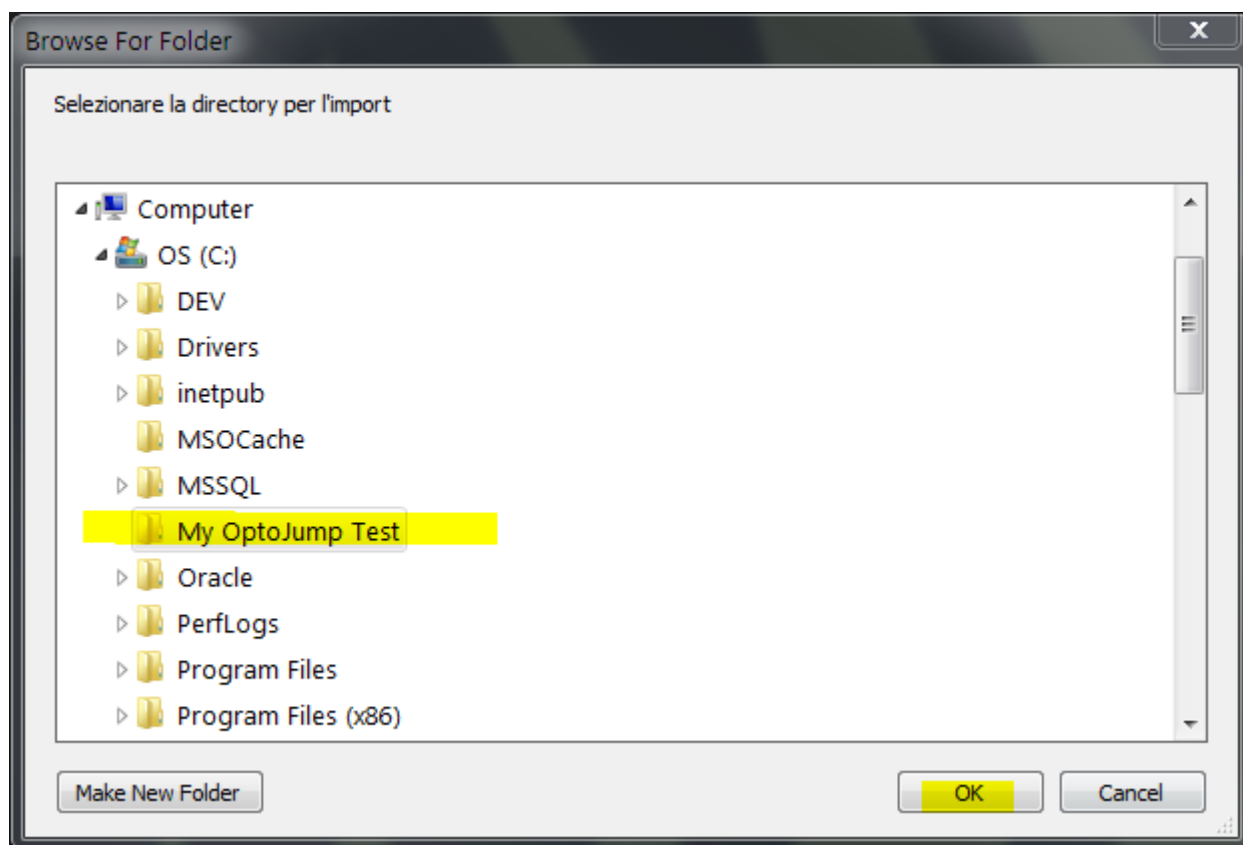 Browse For Folder
X
Selezionare la directory per l'import
Computer
OS (C:)
DEV
Drivers
inetpub
MSOCache
MSSQL
My OptoJump Test
Oracle
PerfLogs
Program Files
Program Files (x86)
Make New Folder OK Cancel